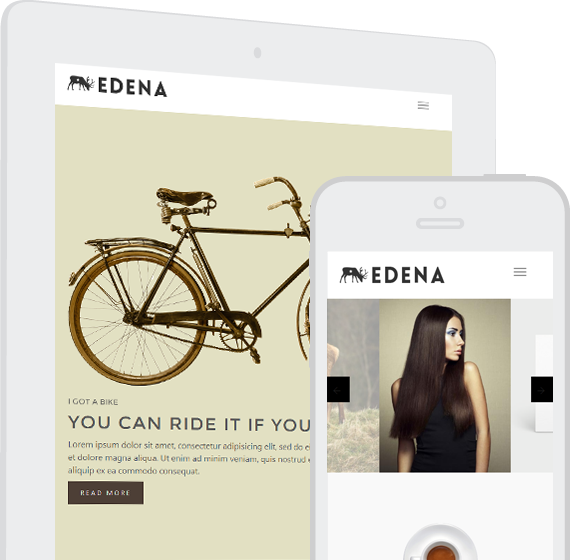 EDENA
I GOT A BIKE
YOU CAN RIDE IT IF YOU
Lorem ipsum dolor sit amet, consectetur adipisicing elit, sed do e
et dolore magna aliqua. Ut enim ad minim veniam, quis nostrud
aliquip ex ea commodo consequat.
READ MORE
EDENA